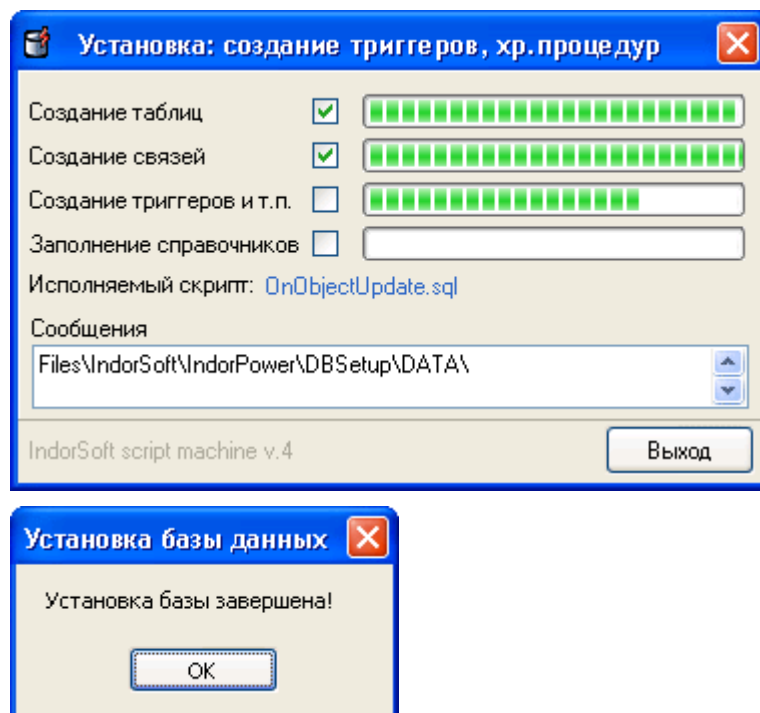 Установка: создание триггеров, хр.процедур
Создание таблиц
Создание связей
Создание триггеров и т.п.
Заполнение справочников
Исполняемый скрипт: OnObjectUpdate.sql
Сообщения
Files\IndorSoft\IndorPower\DBSetup\DATA\
IndorSoft script machine v.4
Выход
Установка базы данных
Установка базы завершена!
OK